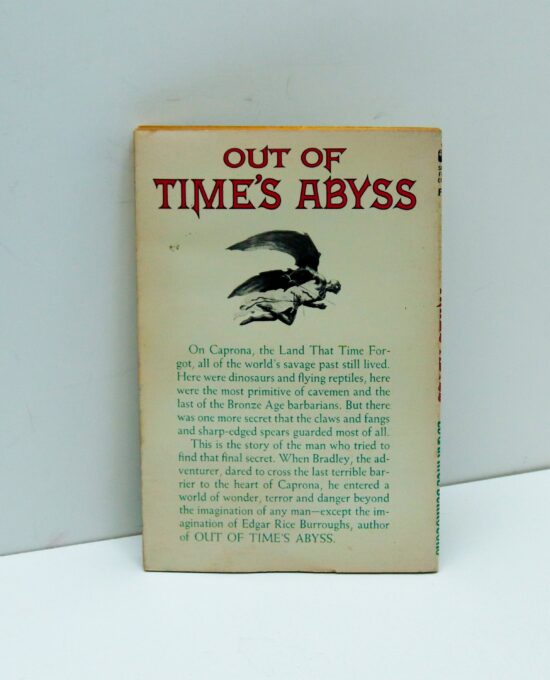 OUT OF
TIME'S ABYSS
On Caprona, the Land That Time For-
got, all of the world's savage past still lived.
Here were dinosaurs and flying reptiles, here
were the most primitive of cavemen and the
last of the Bronze Age barbarians. But there
was one more secret that the claws and fangs
and sharp-edged spears guarded most of all.
This is the story of the man who tried to
find that final secret. When Bradley, the ad-
venturer, dared to cross the last terrible bar-
rier to the heart of Caprona, he entered a
world of wonder, terror and danger beyond
the imagination of any man—except the im-
agination of Edgar Rice Burroughs, author
of OUT OF TIME'S ABYSS.